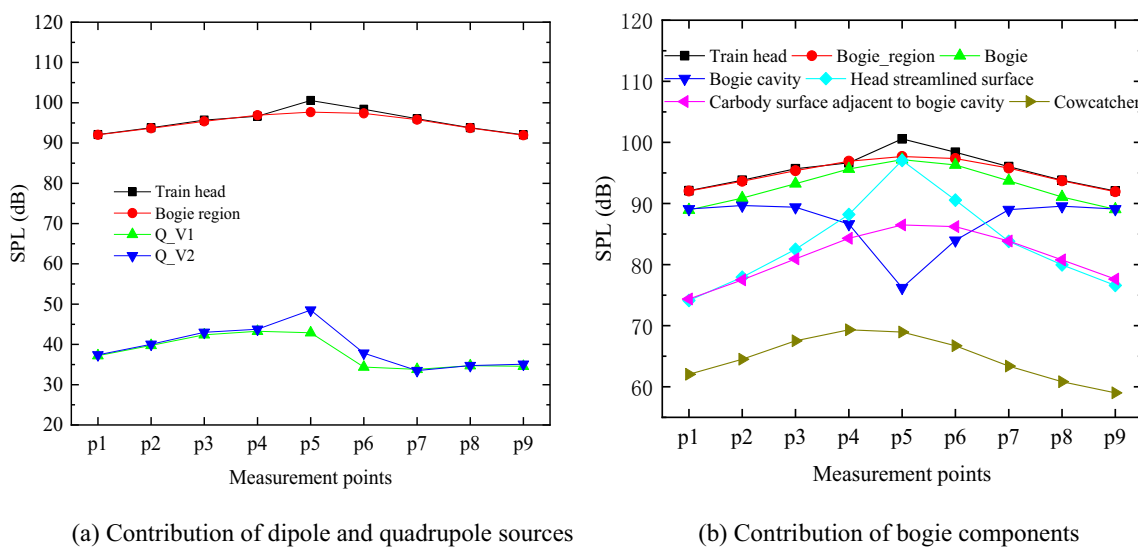 120
110
100
90
80
70
60
50
40
30
20
SPL (dB)
Train head
Bogie region
Q_V1
Q_V2
p1 p2 p3 p4 p5 p6 p7 p8 p9
Measurement points
(a) Contribution of dipole and quadrupole sources
120
110
100
90
80
70
60
SPL (dB)
Train head Bogie_region Bogie
Bogie cavity Head streamlined surface
Carbody surface adjacent to bogie cavity Cowcatcher
p1 p2 p3 p4 p5 p6 p7 p8 p9
Measurement points
(b) Contribution of bogie components